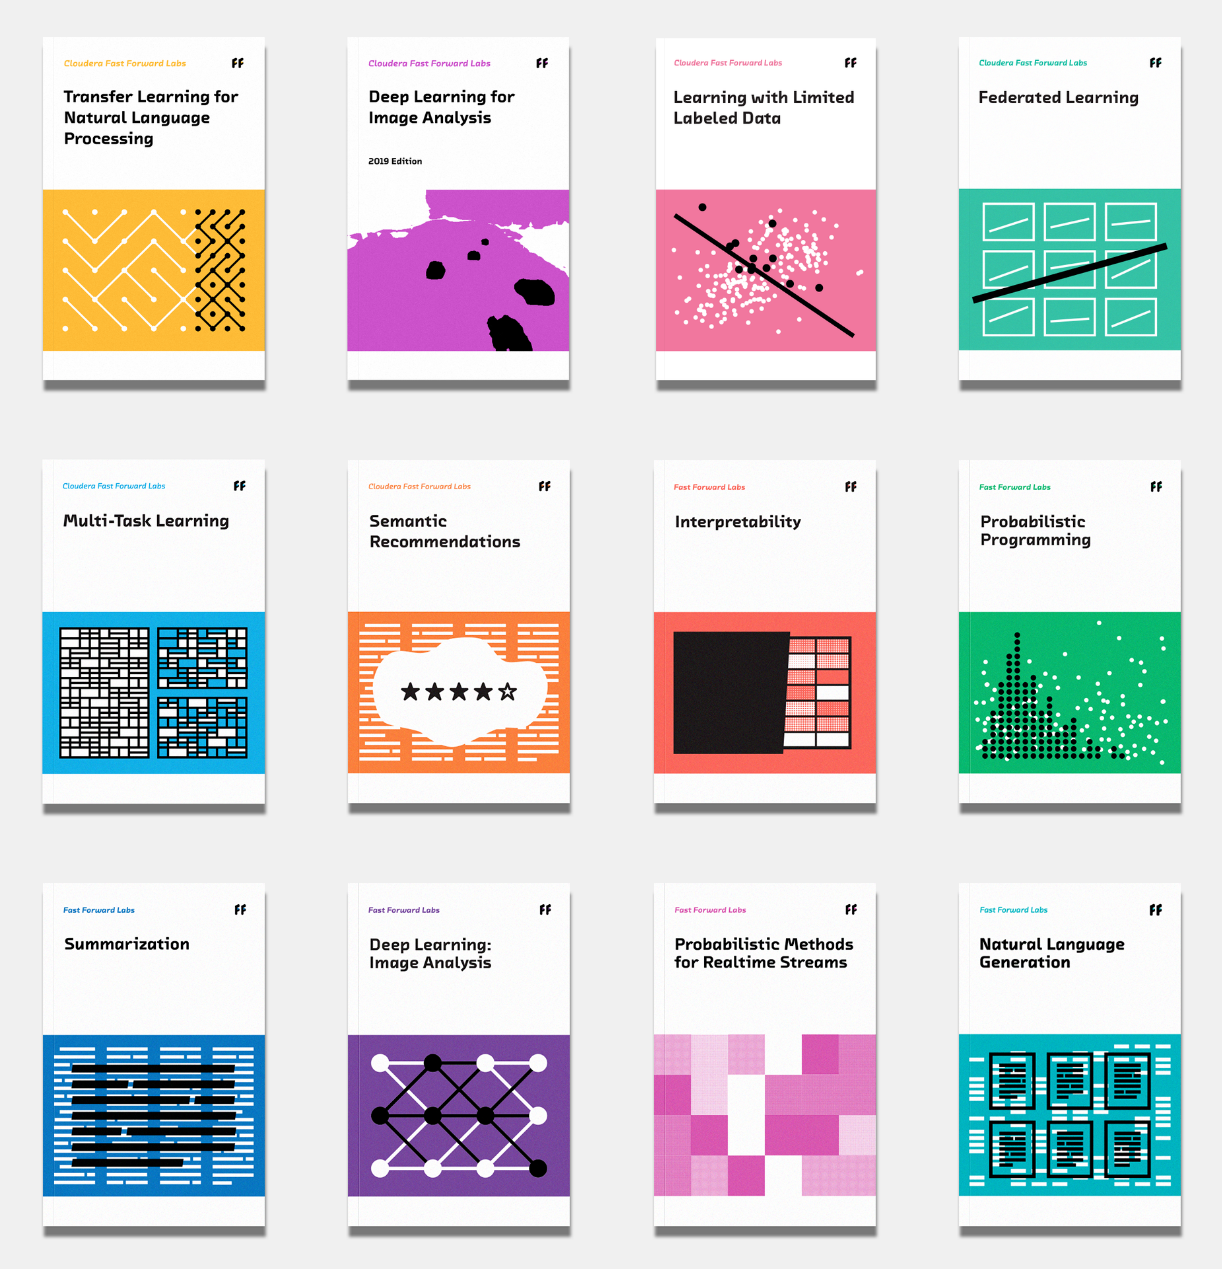 Cloudera Fast Forward Labs FF
Transfer Learning for
Natural Language
Processing
Cloudera Fast Forward Labs FF
Deep Learning for
Image Analysis
2019 Edition
Cloudera Fast Forward Labs FF
Learning with Limited
Labeled Data
Cloudera Fast Forward Labs FF
Federated Learning
Cloudera Fast Forward Labs FF
Multi-Task Learning
Cloudera Fast Forward Labs FF
Semantic
Recommendations
Fast Forward Labs FF
Interpretability
Fast Forward Labs FF
Probabilistic
Programming
Fast Forward Labs FF
Summarization
Fast Forward Labs FF
Deep Learning:
Image Analysis
Fast Forward Labs FF
Probabilistic Methods
for Realtime Streams
Fast Forward Labs FF
Natural Language
Generation